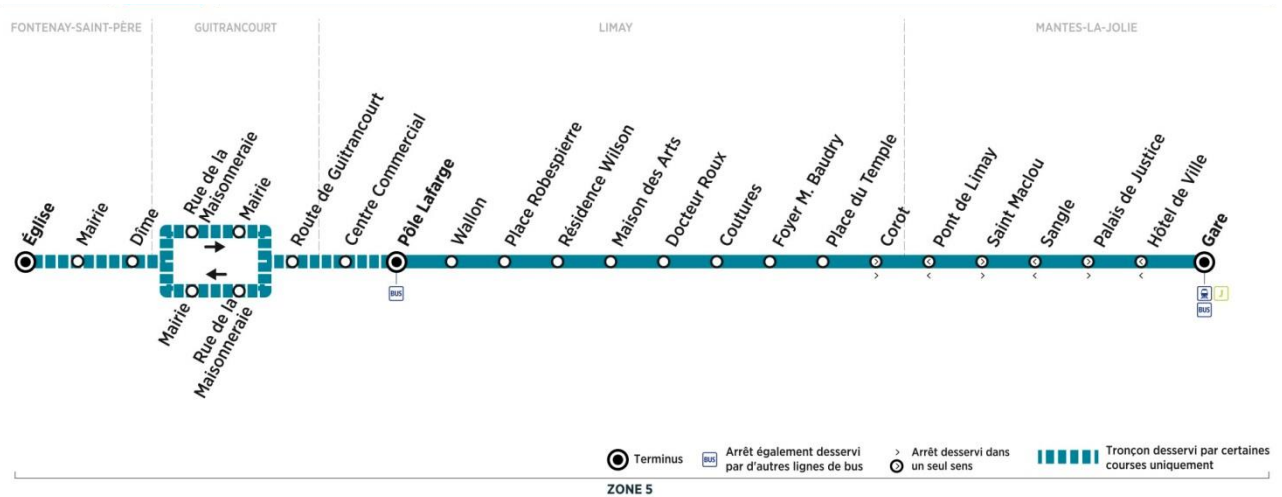 FONTENAY-SAINT-PÈRE
GUITRANCOURT
LIMAY
MANTES-LA-JOLIE
Église
Mairie
Dîme
Rue de la
Maisonneraie
Mairie
Mairie
Rue de la
Maisonneraie
Route de Guitrancourt
Centre Commercial
Pôle Lafarge
BUS
Wallon
Place Robespierre
Résidence Wilson
Maison des Arts
Docteur Roux
Coutures
Foyer M. Baudry
Place du Temple
Corot
Pont de Limay
Saint Maclou
Sangle
Palais de Justice
Hôtel de Ville
Gare
J
BUS
Terminus
BUS
Arrêt également desservi
par d'autres lignes de bus
Arrêt desservi dans
un seul sens
Tronçon desservi par certaines
courses uniquement
ZONE 5